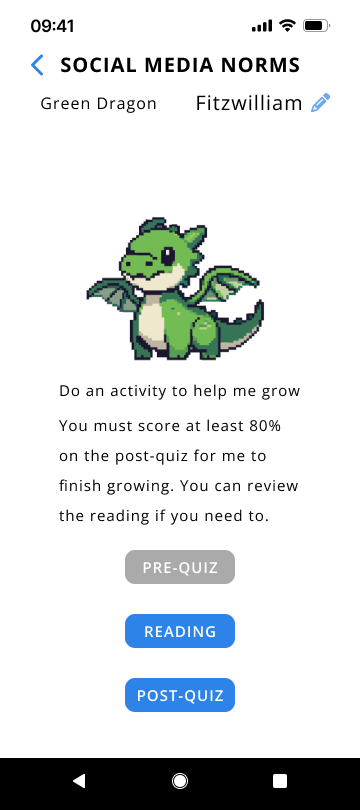 09:41
SOCIAL MEDIA NORMS
Green Dragon
Fitzwilliam
Do an activity to help me grow
You must score at least 80%
on the post-quiz for me to
finish growing. You can review
the reading if you need to.
PRE-QUIZ
READING
POST-QUIZ